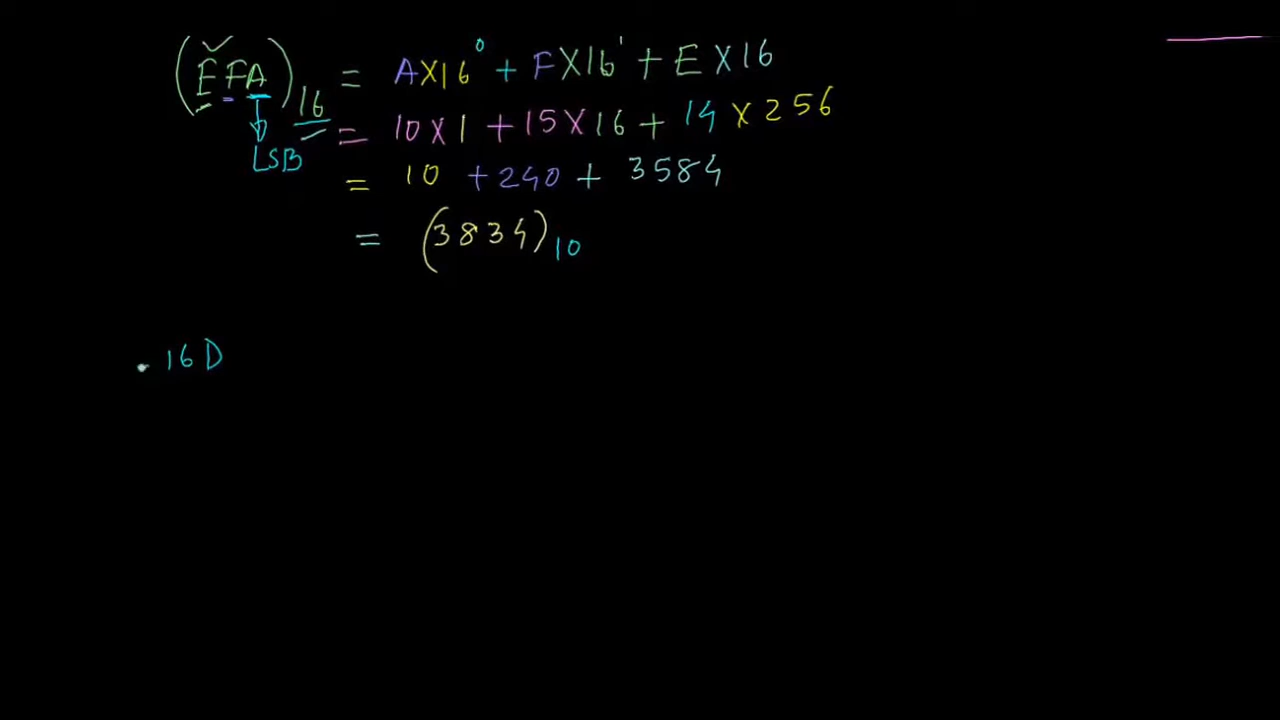 (EFA)₁₆ = A X 16⁰ + F X 16¹ + E X 16
LSB
= 10 X 1 + 15 X 16 + 14 X 256
= 10 + 240 + 3584
= (3834)₁₀
16D